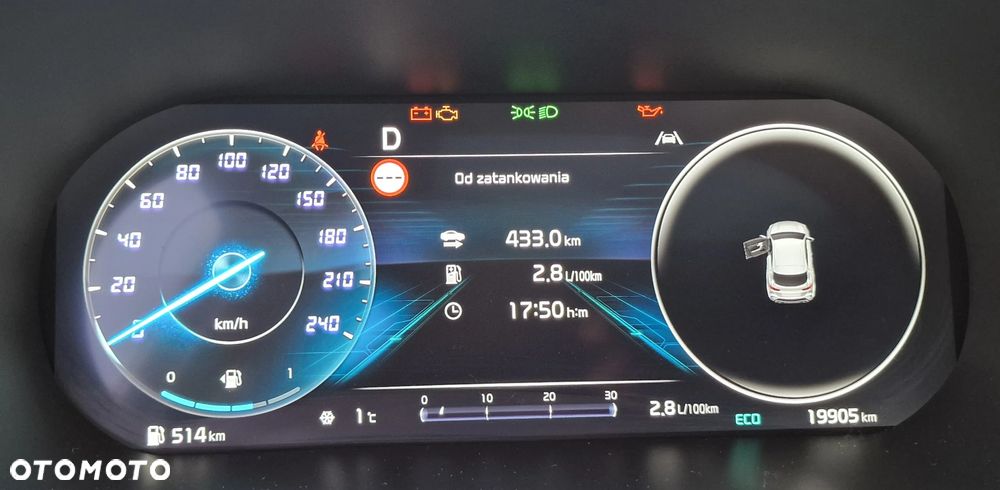 D
Od zatankowania
433.0 km
2.8 L/100km
17:50 h:m
0
20
40
60
80
100
120
150
180
210
240
km/h
0 1
514 km
1 °C
0 10 20 30
2.8 L/100km
ECO
19905 km
OTOMOTO